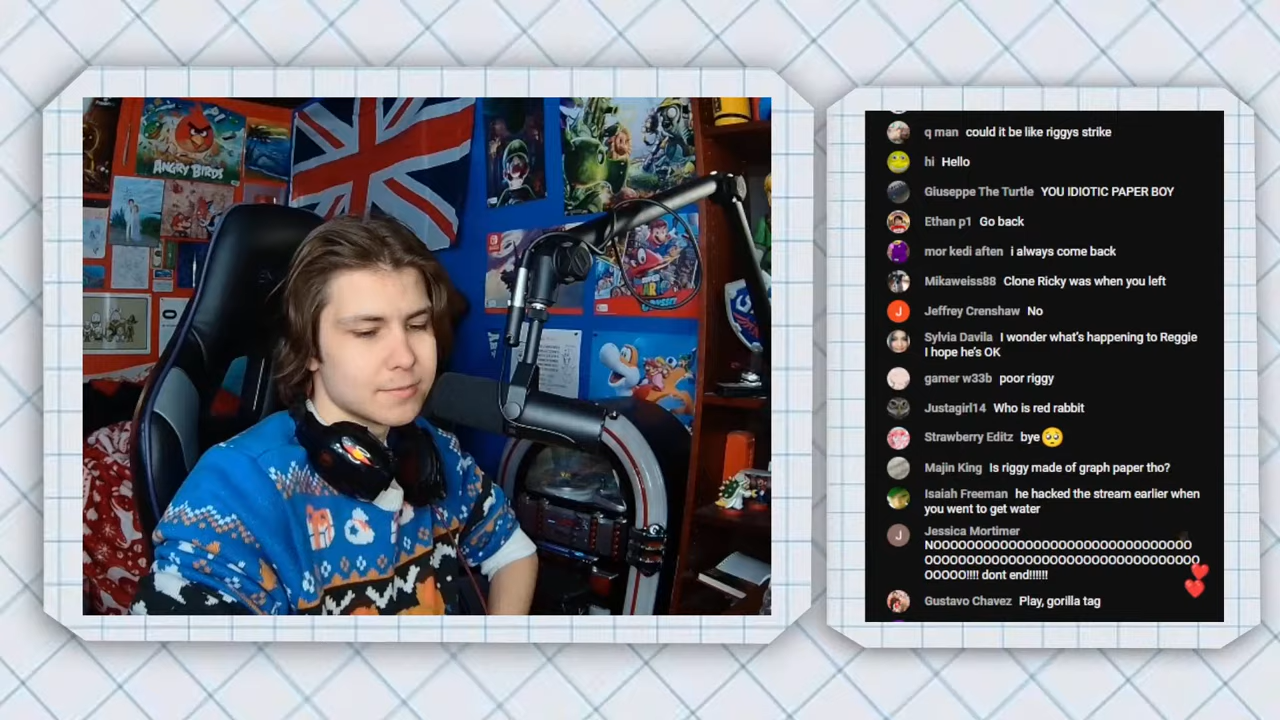 ANGRY BIRDS
q man could it be like riggys strike
hi Hello
Giuseppe The Turtle YOU IDIOTIC PAPER BOY
Ethan p1 Go back
mor kedi aften i always come back
Mikaweiss88 Clone Ricky was when you left
J Jeffrey Crenshaw No
Sylvia Davila I wonder what's happening to Reggie
I hope he's OK
gamer w33b poor riggy
Justagirl14 Who is red rabbit
Strawberry Editz bye 🥺
Majin King Is riggy made of graph paper tho?
Isaiah Freeman he hacked the stream earlier when
you went to get water
J Jessica Mortimer
NOOOOOOOOOOOOOOOOOOOOOOOOOOOOOOO
OOOOOOOOOOOOOOOOOOOOOOOOOOOOOOOOO
OOOOO!!!! dont end!!!!!!
Gustavo Chavez Play, gorilla tag